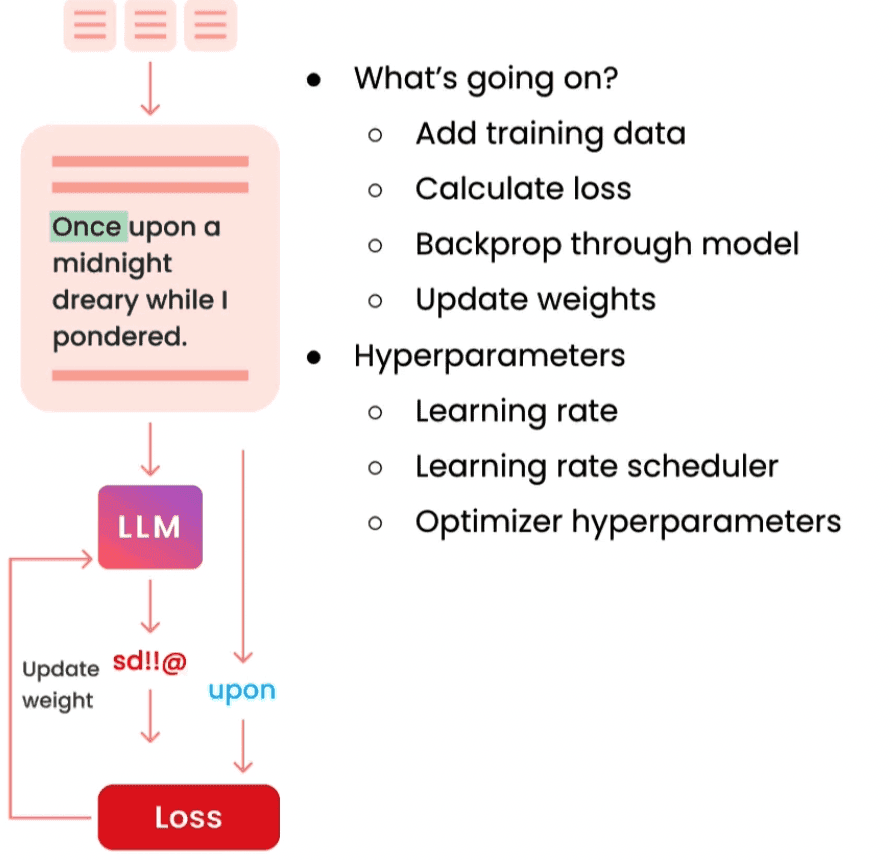 Once upon a
midnight
dreary while I
pondered.
LLM
sd!!@
Update
weight
upon
Loss
● What's going on?
○ Add training data
○ Calculate loss
○ Backprop through model
○ Update weights
● Hyperparameters
○ Learning rate
○ Learning rate scheduler
○ Optimizer hyperparameters